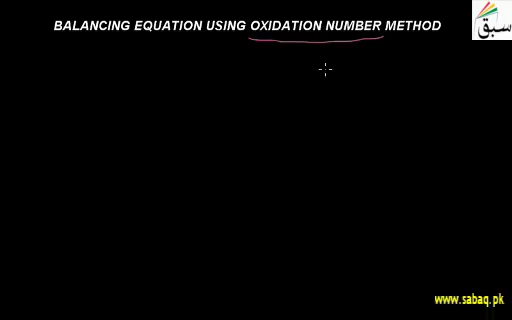 BALANCING EQUATION USING OXIDATION NUMBER METHOD
سبق
www.sabaq.pk